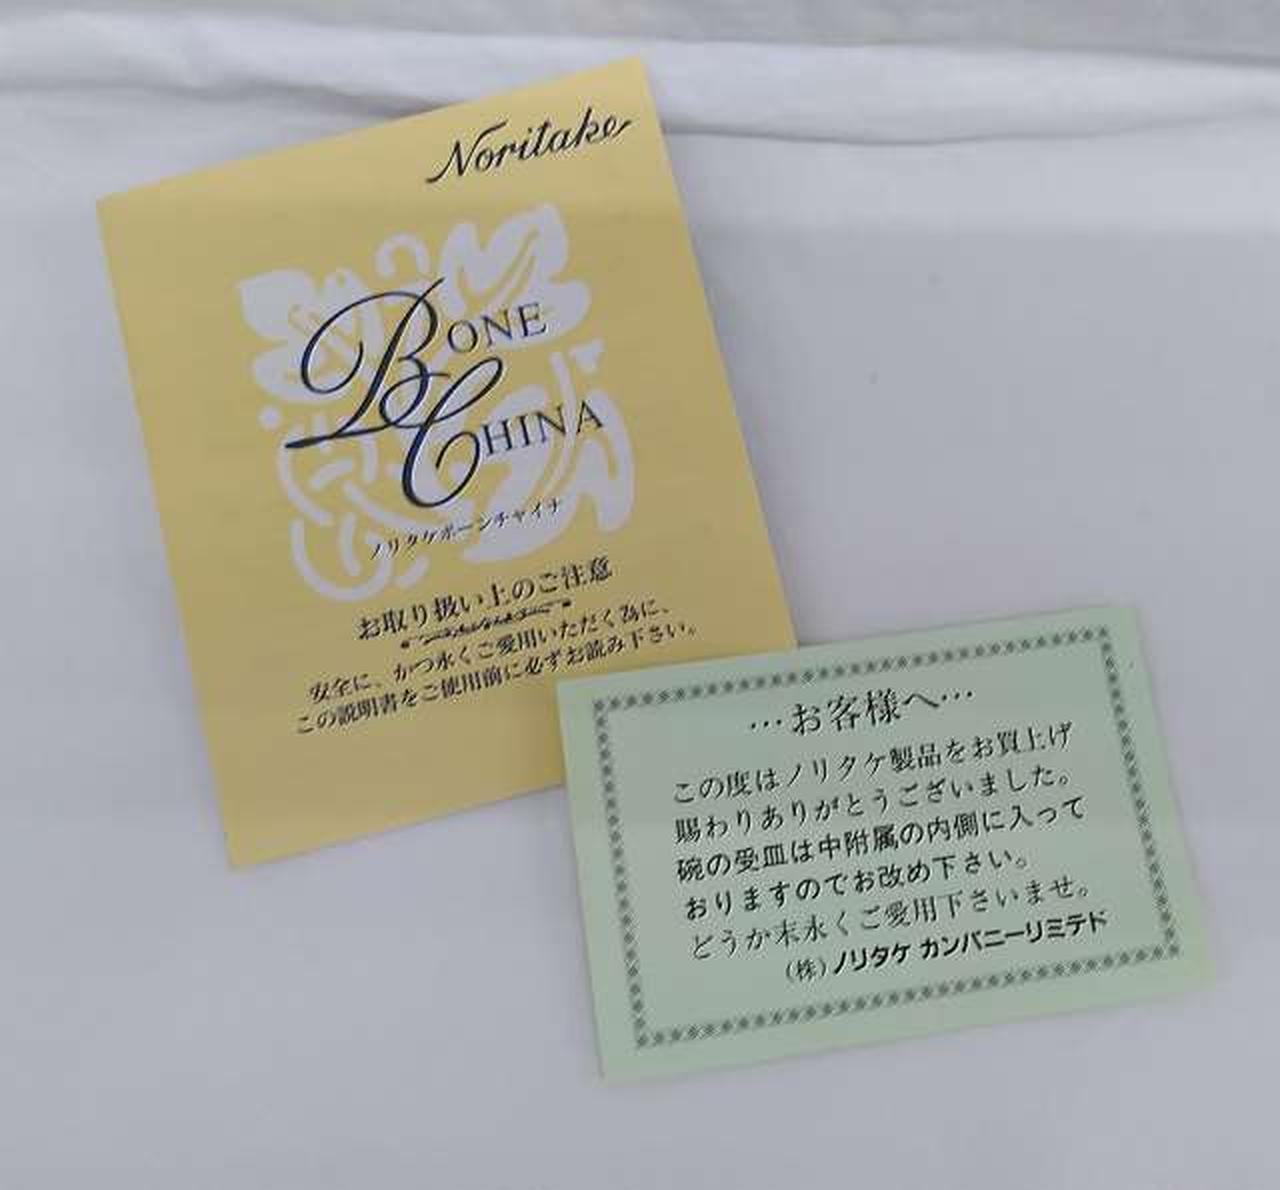 Noritake
BONE
CHINA
ノリタケボーンチャイナ
お取り扱い上のご注意
安全に、かつ永くご愛用いただく為に、
この説明書をご使用前に必ずお読み下さい。
…お客様へ…
この度はノリタケ製品をお買上げ
賜わりありがとうございました。
碗の受皿は中附属の内側に入って
おりますのでお改め下さい。
どうか末永くご愛用下さいませ。
(株)ノリタケ カンパニーリミテド